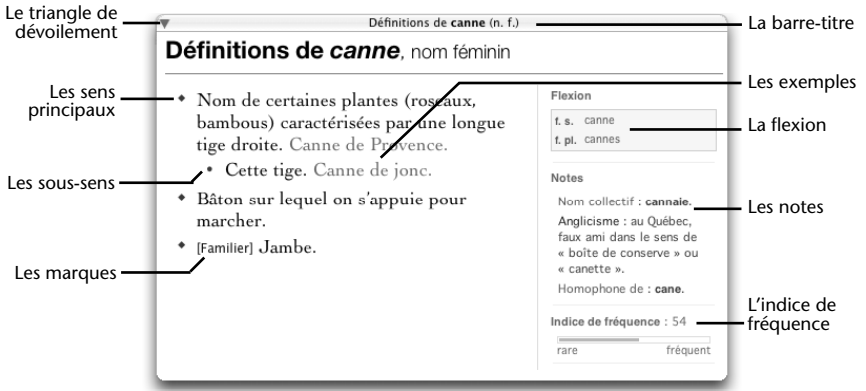 Le triangle de
dévoilement
Définitions de canne (n. f.)
La barre-titre
Définitions de canne, nom féminin
Les sens
principaux
◆ Nom de certaines plantes (roseaux,
bambous) caractérisées par une longue
tige droite. Canne de Provence.
Les exemples
Flexion
f. s. canne
f. pl. cannes
La flexion
Les sous-sens
• Cette tige. Canne de jonc.
◆ Bâton sur lequel on s'appuie pour
marcher.
Les marques
◆ [Familier] Jambe.
Notes
Nom collectif : cannaie.
Anglicisme : au Québec,
faux ami dans le sens de
« boîte de conserve » ou
« canette ».
Homophone de : cane.
Les notes
Indice de fréquence : 54
rare fréquent
L'indice de
fréquence